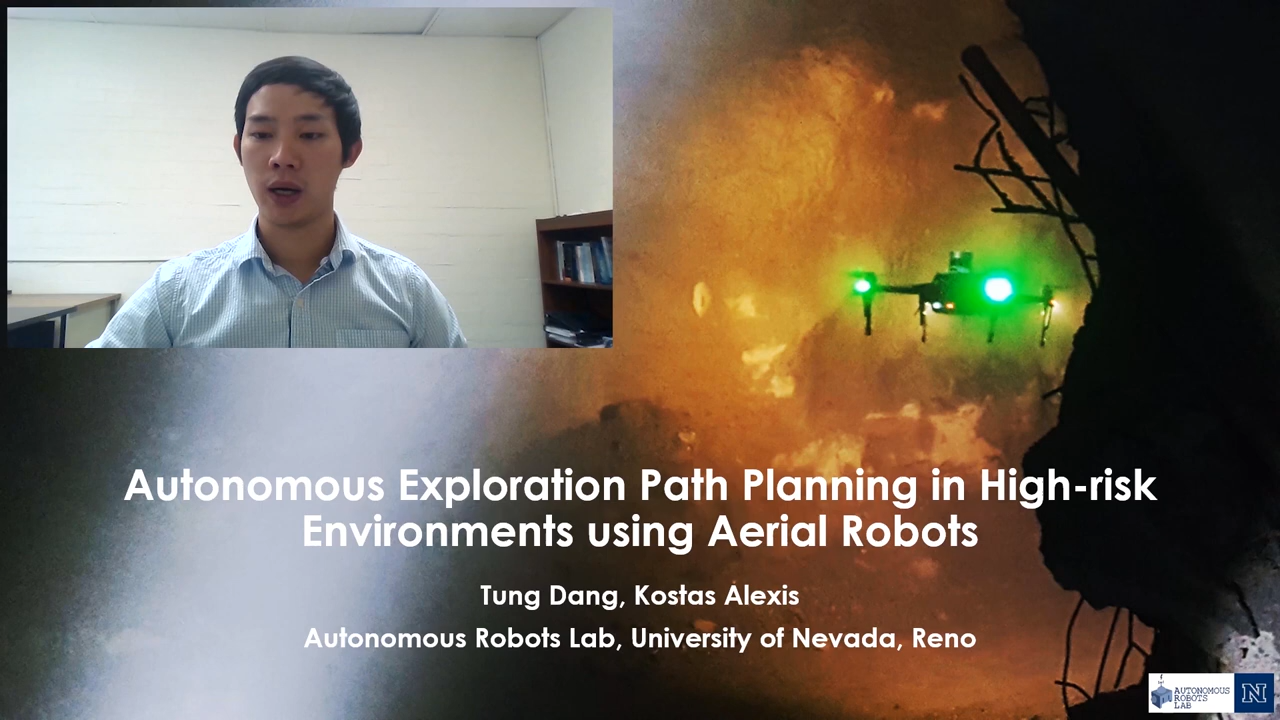 Autonomous Exploration Path Planning in High-risk
Environments using Aerial Robots
Tung Dang, Kostas Alexis
Autonomous Robots Lab, University of Nevada, Reno
AUTONOMOUS
ROBOTS
LAB
N